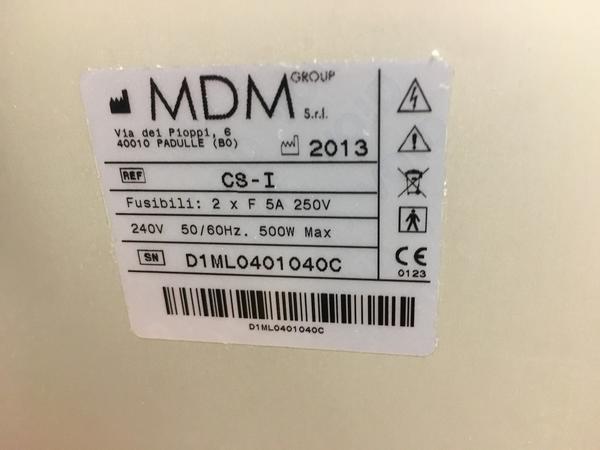 MDM GROUP S.r.l.
Via dei Pioppi, 6
40010 PADULLE (BO)
2013
REF CS-I
Fusibili: 2 x F 5A 250V
240V 50/60Hz. 500W Max
SN D1ML0401040C
CE
0123
D1ML0401040C